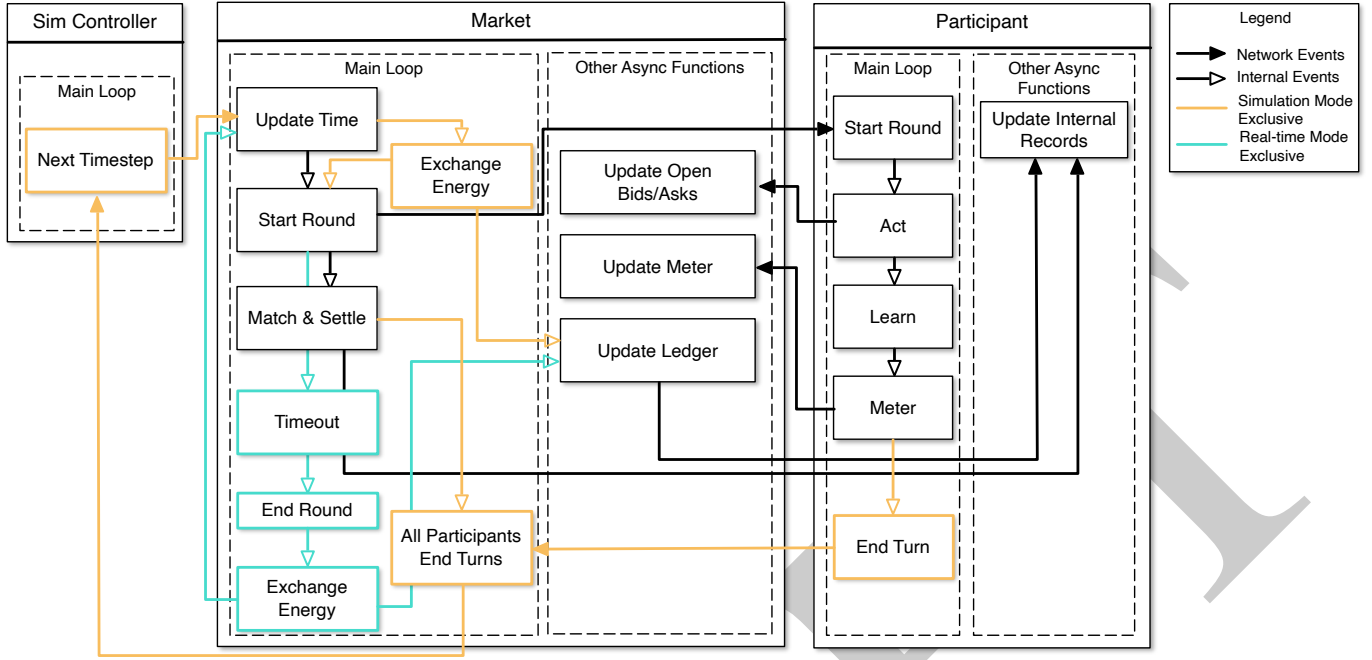 Sim Controller
Main Loop
Next Timestep
Market
Main Loop
Update Time
Exchange
Energy
Start Round
Match & Settle
Timeout
End Round
Exchange
Energy
All Participants
End Turns
Other Async Functions
Update Open
Bids/Asks
Update Meter
Update Ledger
Participant
Main Loop
Start Round
Act
Learn
Meter
End Turn
Other Async
Functions
Update Internal
Records
Legend
Network Events
Internal Events
Simulation Mode
Exclusive
Real-time Mode
Exclusive